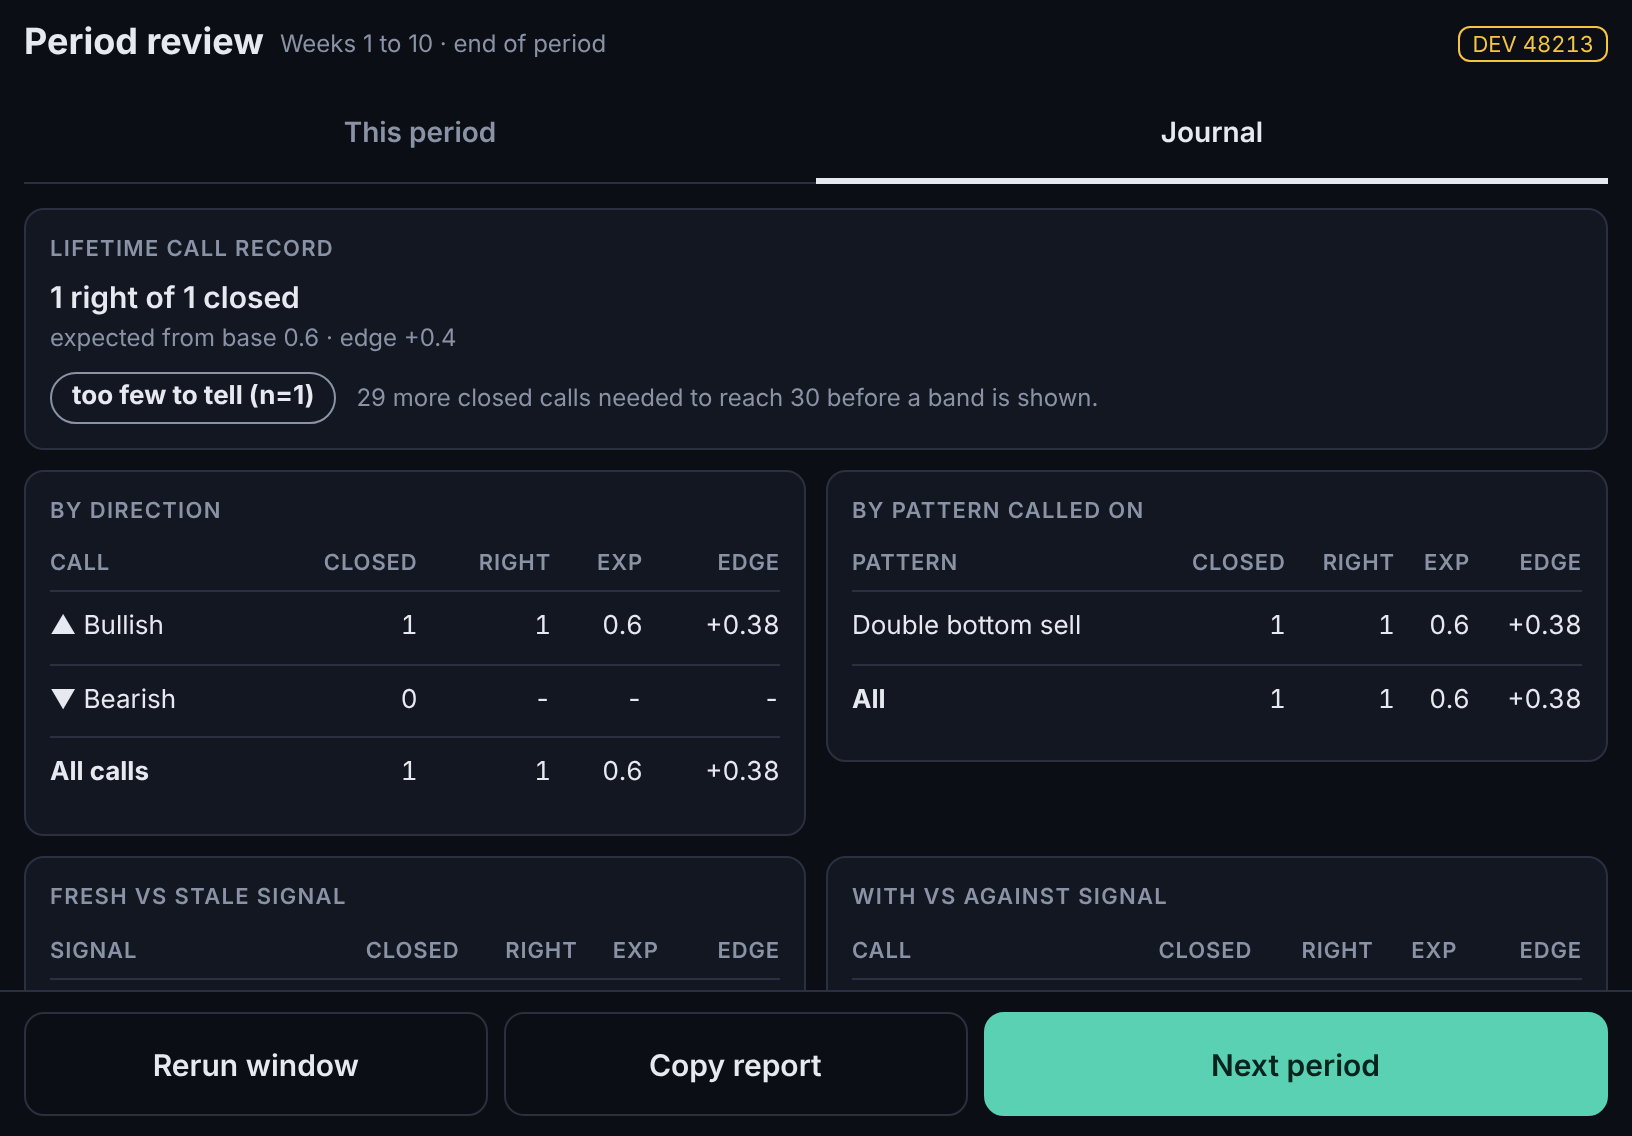 Period review Weeks 1 to 10 · end of period
DEV 48213
This period
Journal
LIFETIME CALL RECORD
1 right of 1 closed
expected from base 0.6 · edge +0.4
too few to tell (n=1) 29 more closed calls needed to reach 30 before a band is shown.
BY DIRECTION
CALL CLOSED RIGHT EXP EDGE
▲ Bullish 1 1 0.6 +0.38
▼ Bearish 0 - - -
All calls 1 1 0.6 +0.38
BY PATTERN CALLED ON
PATTERN CLOSED RIGHT EXP EDGE
Double bottom sell 1 1 0.6 +0.38
All 1 1 0.6 +0.38
FRESH VS STALE SIGNAL
SIGNAL CLOSED RIGHT EXP EDGE
WITH VS AGAINST SIGNAL
CALL CLOSED RIGHT EXP EDGE
Rerun window
Copy report
Next period